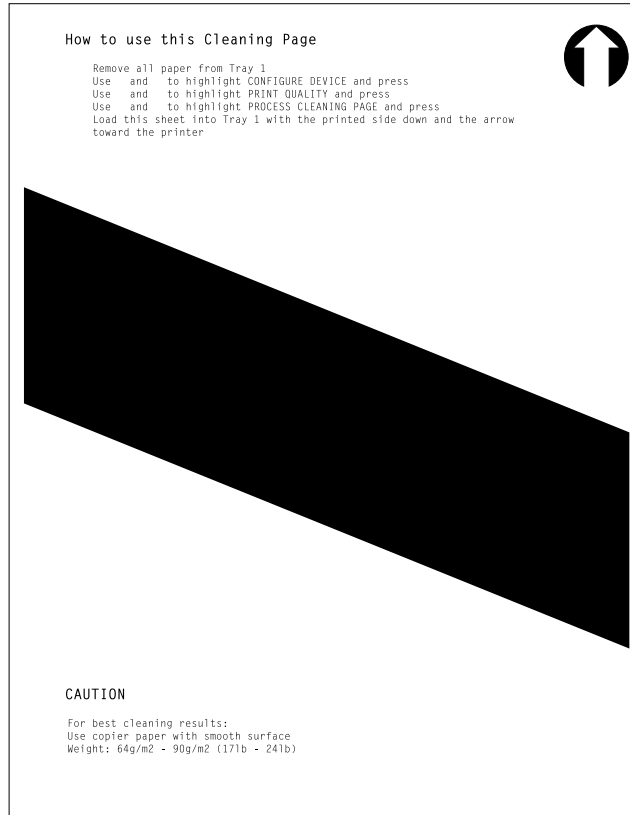 How to use this Cleaning Page
Remove all paper from Tray 1
Use and to highlight CONFIGURE DEVICE and press
Use and to highlight PRINT QUALITY and press
Use and to highlight PROCESS CLEANING PAGE and press
Load this sheet into Tray 1 with the printed side down and the arrow
toward the printer
CAUTION
For best cleaning results:
Use copier paper with smooth surface
Weight: 64g/m2 - 90g/m2 (17lb - 24lb)